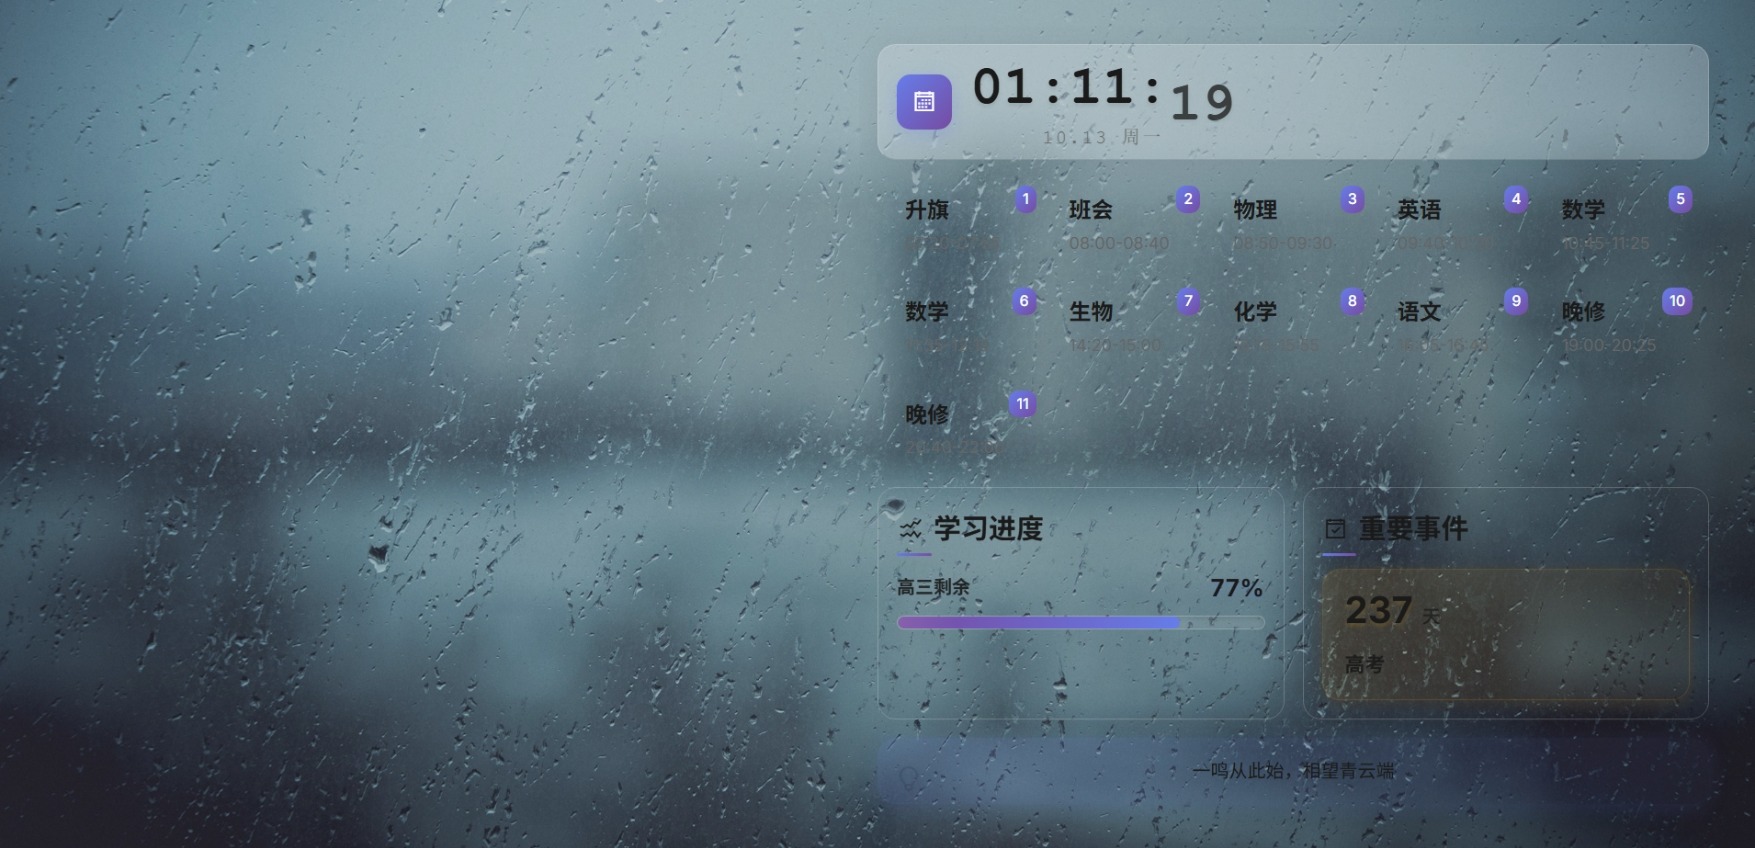 01:11:19
10.13 周一
升旗 1
班会 2
08:00-08:40
物理 3
08:50-09:30
英语 4
数学 5
10:45-11:25
数学 6
生物 7
14:20-15:00
化学 8
语文 9
晚修 10
19:00-20:25
晚修 11
学习进度
高三剩余 77%
重要事件
237 天
高考
一鸣从此始，相望青云端